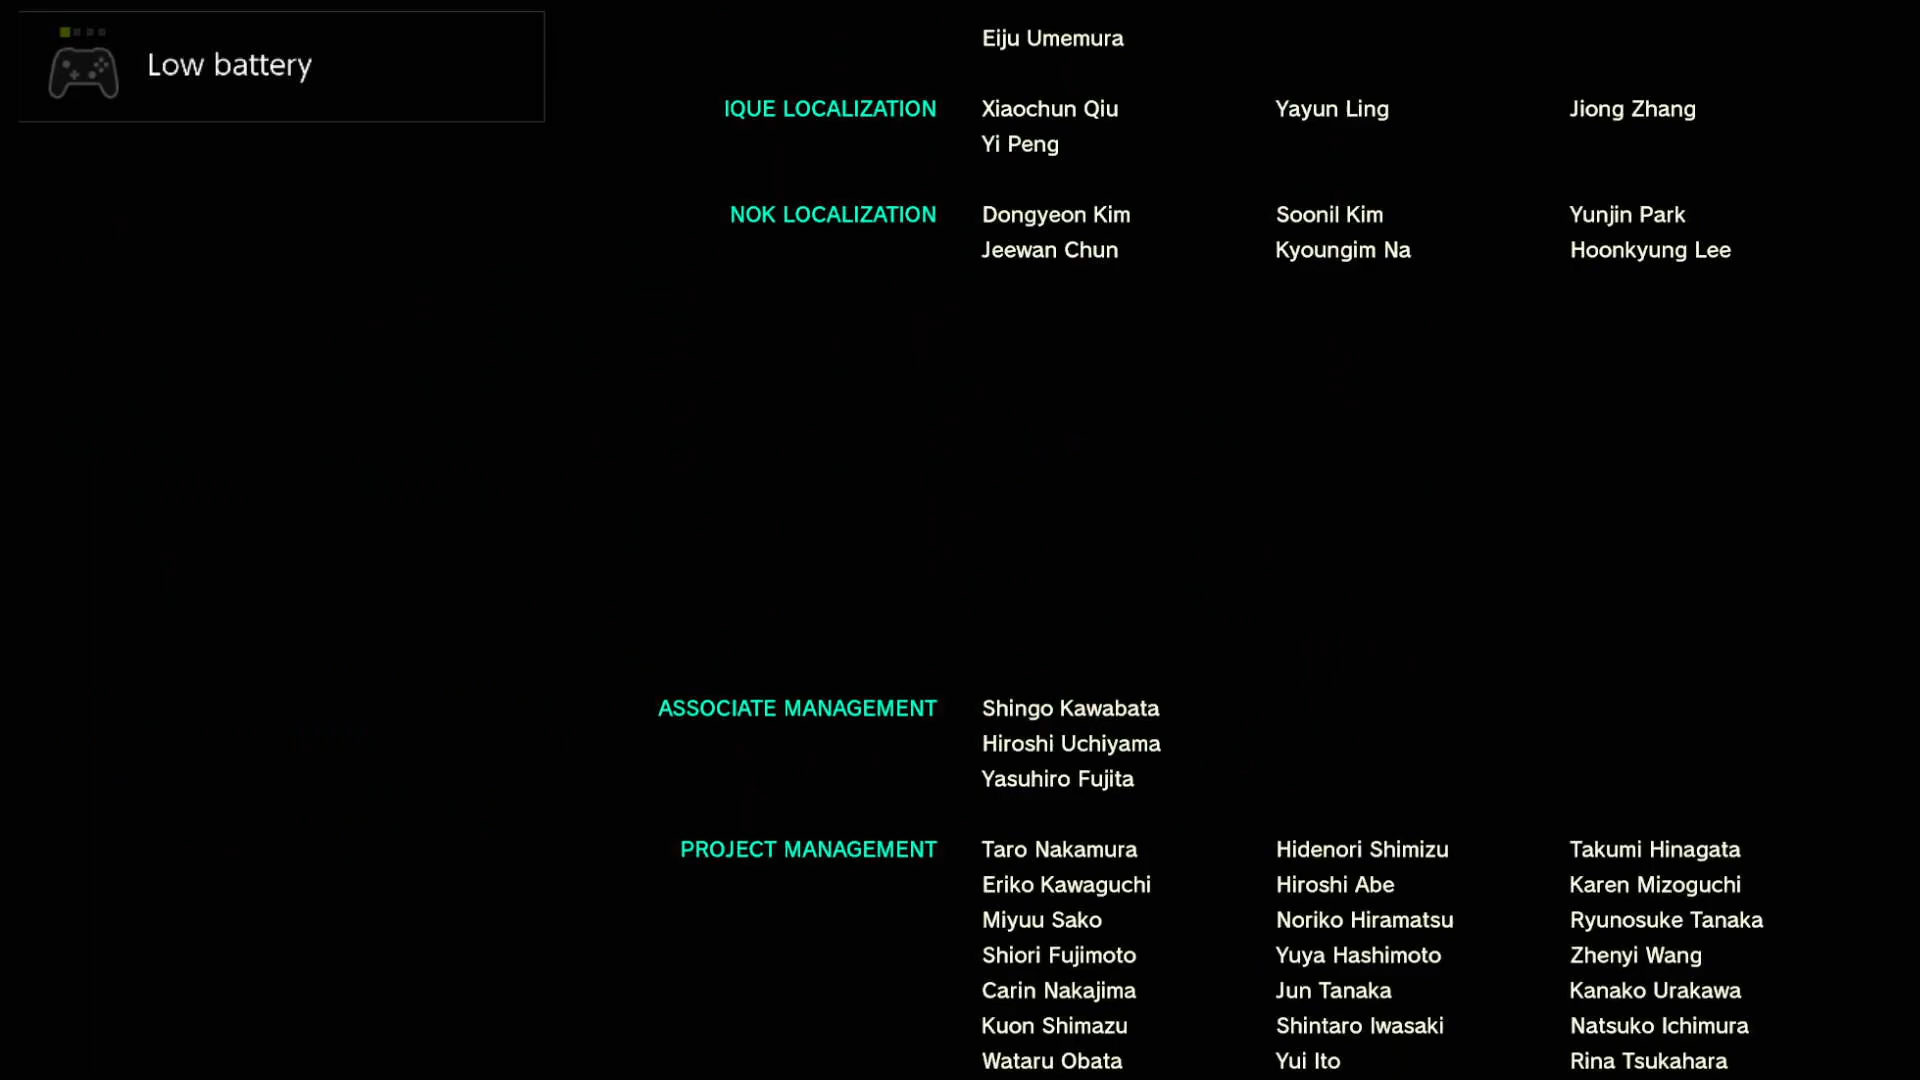 Low battery
Eiju Umemura
IQUE LOCALIZATION Xiaochun Qiu Yayun Ling Jiong Zhang
Yi Peng
NOK LOCALIZATION Dongyeon Kim Soonil Kim Yunjin Park
Jeewan Chun Kyoungim Na Hoonkyung Lee
ASSOCIATE MANAGEMENT Shingo Kawabata
Hiroshi Uchiyama
Yasuhiro Fujita
PROJECT MANAGEMENT Taro Nakamura Hidenori Shimizu Takumi Hinagata
Eriko Kawaguchi Hiroshi Abe Karen Mizoguchi
Miyuu Sako Noriko Hiramatsu Ryunosuke Tanaka
Shiori Fujimoto Yuya Hashimoto Zhenyi Wang
Carin Nakajima Jun Tanaka Kanako Urakawa
Kuon Shimazu Shintaro Iwasaki Natsuko Ichimura
Wataru Obata Yui Ito Rina Tsukahara